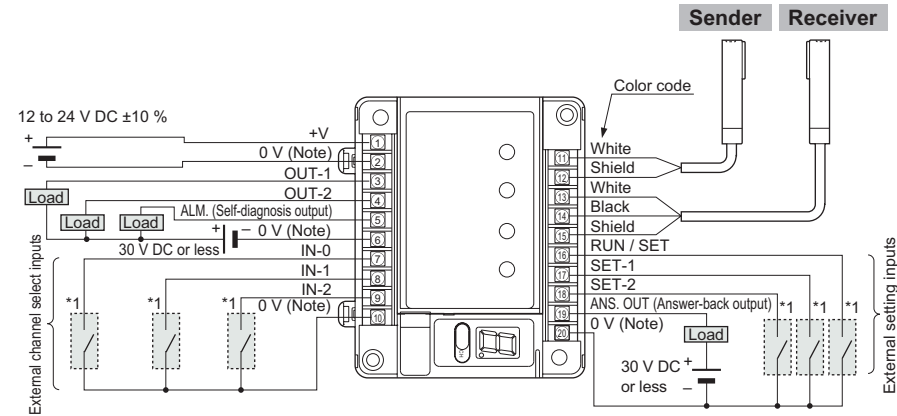 Sender
Receiver
Color code
12 to 24 V DC ±10 %
+
–
+V
0 V (Note)
OUT-1
OUT-2
ALM. (Self-diagnosis output)
+
– 0 V (Note)
30 V DC or less
Load
Load
Load
IN-0
IN-1
IN-2
0 V (Note)
*1
*1
*1
External channel select inputs
1
2
3
4
5
6
7
8
9
10
11
12
13
14
15
16
17
18
19
20
White
Shield
White
Black
Shield
RUN / SET
SET-1
SET-2
ANS. OUT (Answer-back output)
0 V (Note)
*1
*1
*1
Load
30 V DC
or less
+
–
External setting inputs